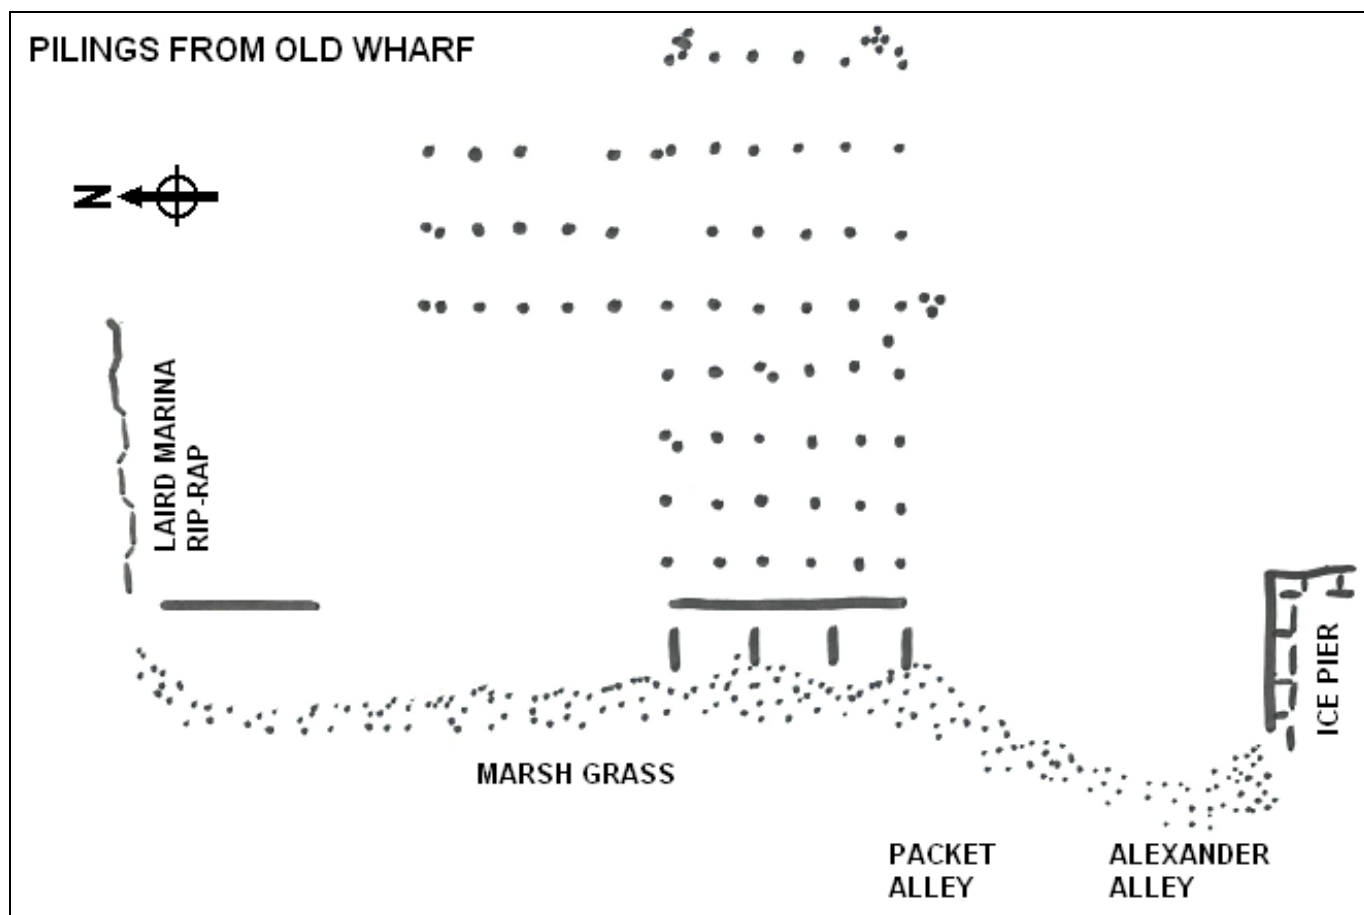 PILINGS FROM OLD WHARF
N
LAIRD MARINA
RIP-RAP
ICE PIER
MARSH GRASS
PACKET
ALLEY
ALEXANDER
ALLEY